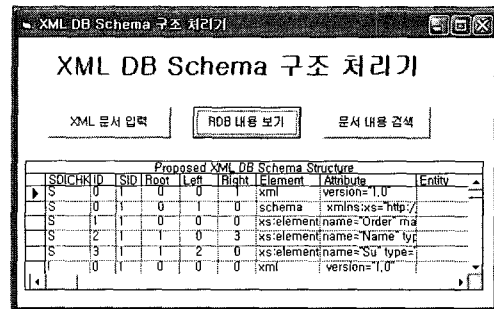 XML DB Schema 구조 처리기
XML DB Schema 구조 처리기
XML 문서 입력 RDB 내용 보기 문서 내용 검색
Proposed XML DB Schema Structure
SDICHK ID SID Root Left Right Element Attribute Entity
S 0 1 0 0 1 xml version="1.0"
S 0 1 0 1 0 schema xmlns:xs="http:/
S 1 1 0 0 0 xs:element name="Order" ma
S 2 1 1 0 3 xs:element name="Name" typ
S 3 1 1 2 0 xs:element name="Su" type="
I 0 1 0 0 0 xml version="1.0"